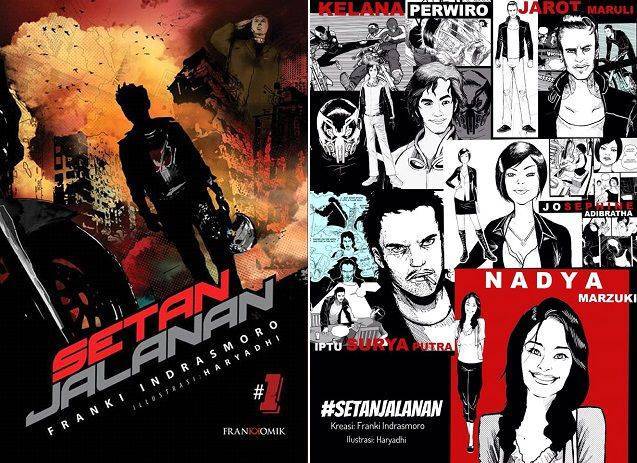 SETAN
JALANAN
FRANKI INDRASMORO
ILLUSTRASI: HARYADHI
#1
FRANKOMIK
KELANA PERWIRO
JAROT MARULI
JOSEPHINE
ADIBRATHA
IPTU SURYA PUTRA
NADYA
MARZUKI
#SETANJALANAN
Kreasi: Franki Indrasmoro
Ilustrasi: Haryadhi